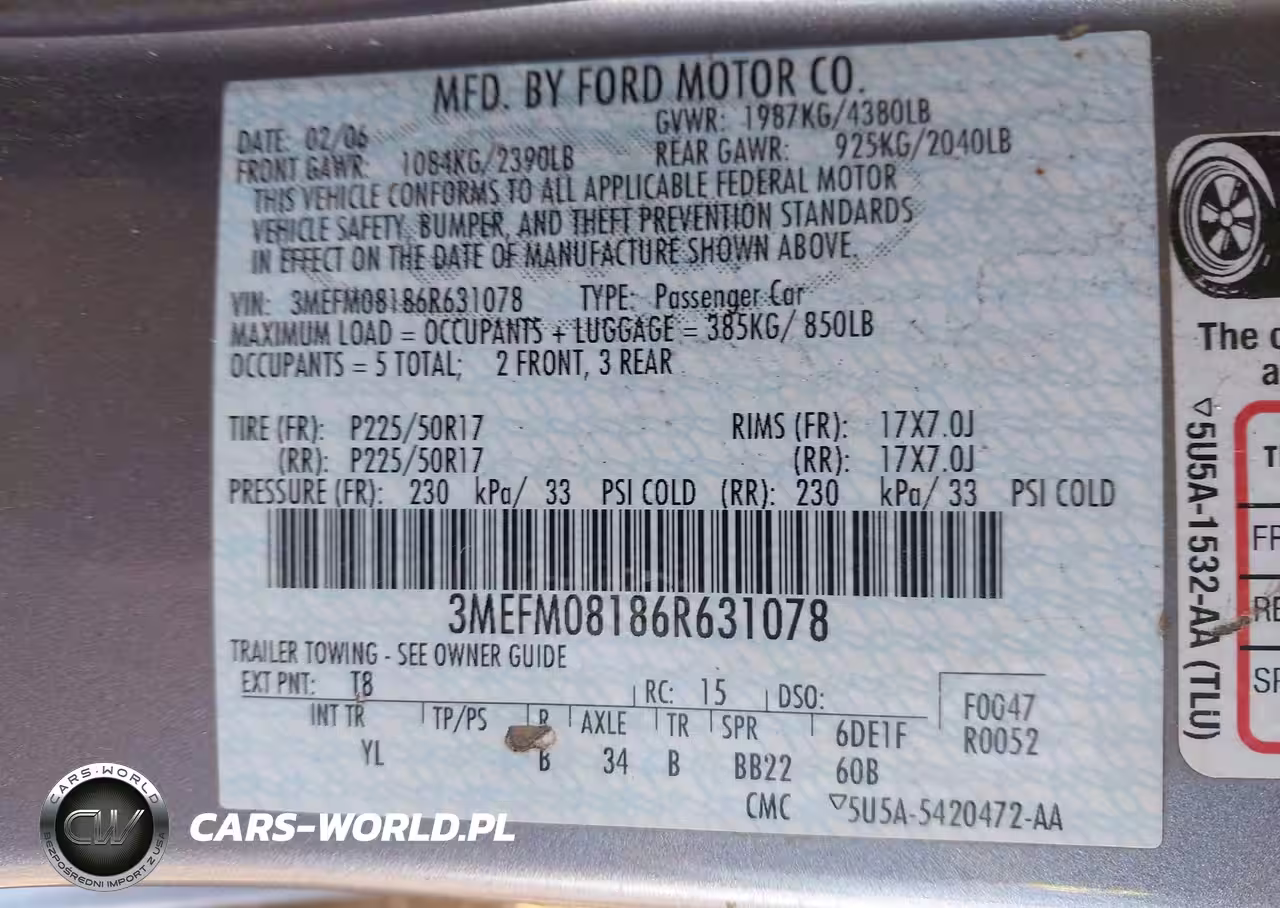 MFD. BY FORD MOTOR CO.
DATE: 02/06 GVWR: 1987KG/4380LB
FRONT GAWR: 1084KG/2390LB REAR GAWR: 925KG/2040LB
THIS VEHICLE CONFORMS TO ALL APPLICABLE FEDERAL MOTOR
VEHICLE SAFETY, BUMPER, AND THEFT PREVENTION STANDARDS
IN EFFECT ON THE DATE OF MANUFACTURE SHOWN ABOVE.
VIN: 3MEFM08186R631078 TYPE: Passenger Car
MAXIMUM LOAD = OCCUPANTS + LUGGAGE = 385KG/ 850LB
OCCUPANTS = 5 TOTAL; 2 FRONT, 3 REAR
TIRE (FR): P225/50R17 RIMS (FR): 17X7.0J
(RR): P225/50R17 (RR): 17X7.0J
PRESSURE (FR): 230 kPa/ 33 PSI COLD (RR): 230 kPa/ 33 PSI COLD
3MEFM08186R631078
TRAILER TOWING - SEE OWNER GUIDE
EXT PNT: T8 RC: 15 DSO:
F0047
R0052
INT TR TP/PS R AXLE TR SPR 6DE1F
YL B 34 B BB22 60B
CMC ▽5U5A-5420472-AA
The
▽5U5A-1532-AA (TLU)
CARS-WORLD
CW
BEZPOŚREDNI IMPORT Z USA
CARS-WORLD.PL